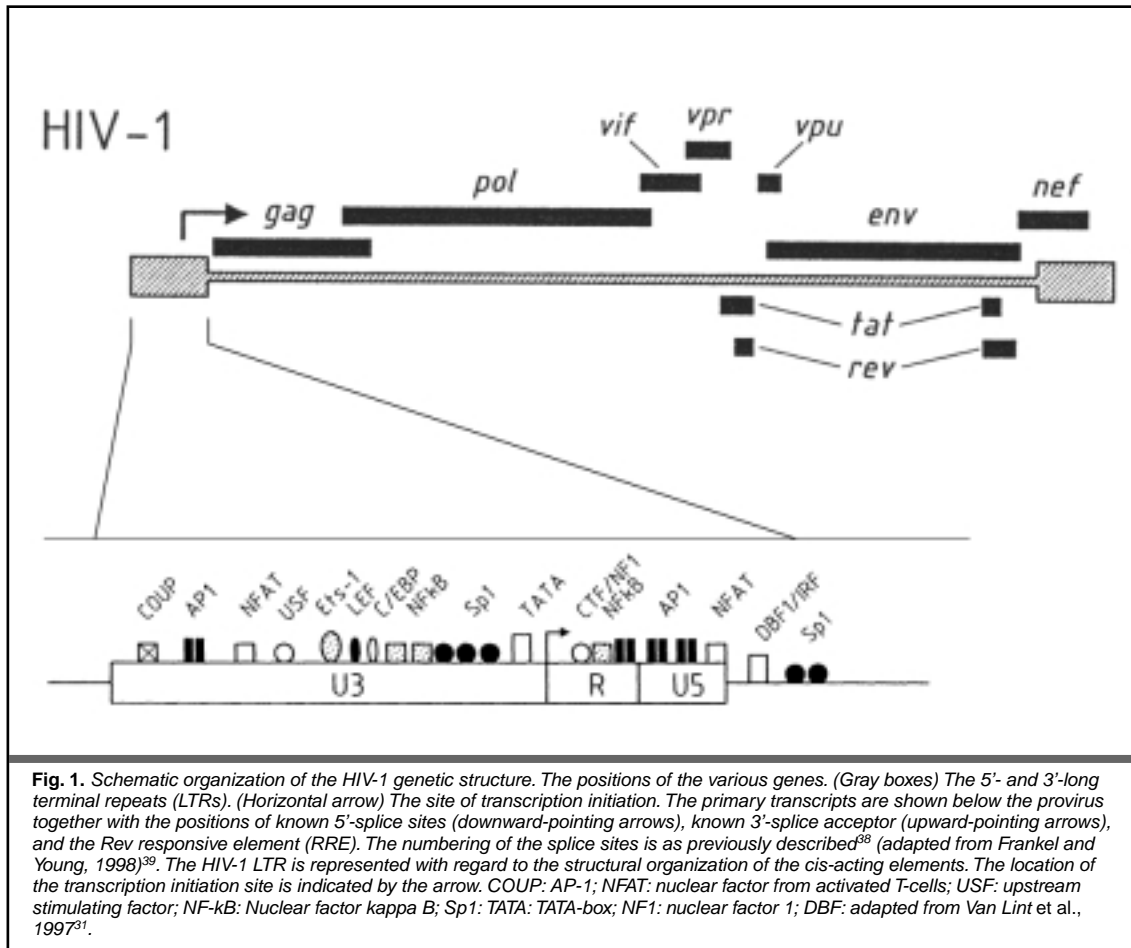 HIV-1
vif
vpr
vpu
gag
pol
env
nef
tat
rev
COUP AP1 NFAT USF Ets-1 LEF C/EBP NFkB Sp1 TATA CTF/NF1 NFkB AP1 NFAT DBF1/IRF Sp1
U3 R U5
Fig. 1. Schematic organization of the HIV-1 genetic structure. The positions of the various genes. (Gray boxes) The 5'- and 3'-long
terminal repeats (LTRs). (Horizontal arrow) The site of transcription initiation. The primary transcripts are shown below the provirus
together with the positions of known 5'-splice sites (downward-pointing arrows), known 3'-splice acceptor (upward-pointing arrows),
and the Rev responsive element (RRE). The numbering of the splice sites is as previously described38 (adapted from Frankel and
Young, 1998)39. The HIV-1 LTR is represented with regard to the structural organization of the cis-acting elements. The location of
the transcription initiation site is indicated by the arrow. COUP: AP-1; NFAT: nuclear factor from activated T-cells; USF: upstream
stimulating factor; NF-kB: Nuclear factor kappa B; Sp1: TATA: TATA-box; NF1: nuclear factor 1; DBF: adapted from Van Lint et al.,
199731.